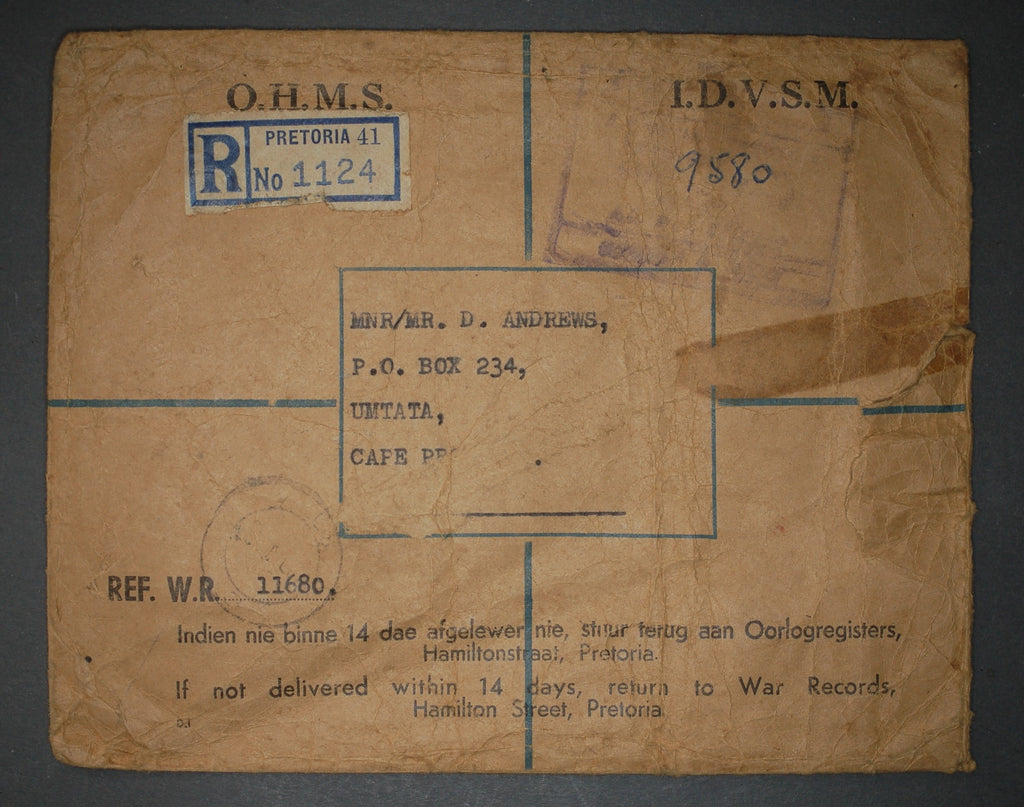 O.H.M.S.
I.D.V.S.M.
R
PRETORIA 41
No 1124
9580
MNR/MR. D. ANDREWS,
P.O. BOX 234,
UMTATA,
CAPE
REF. W.R. 11680.
Indien nie binne 14 dae afgelewer nie, stuur terug aan Oorlogregisters,
Hamiltonstraat, Pretoria.
If not delivered within 14 days, return to War Records,
Hamilton Street, Pretoria